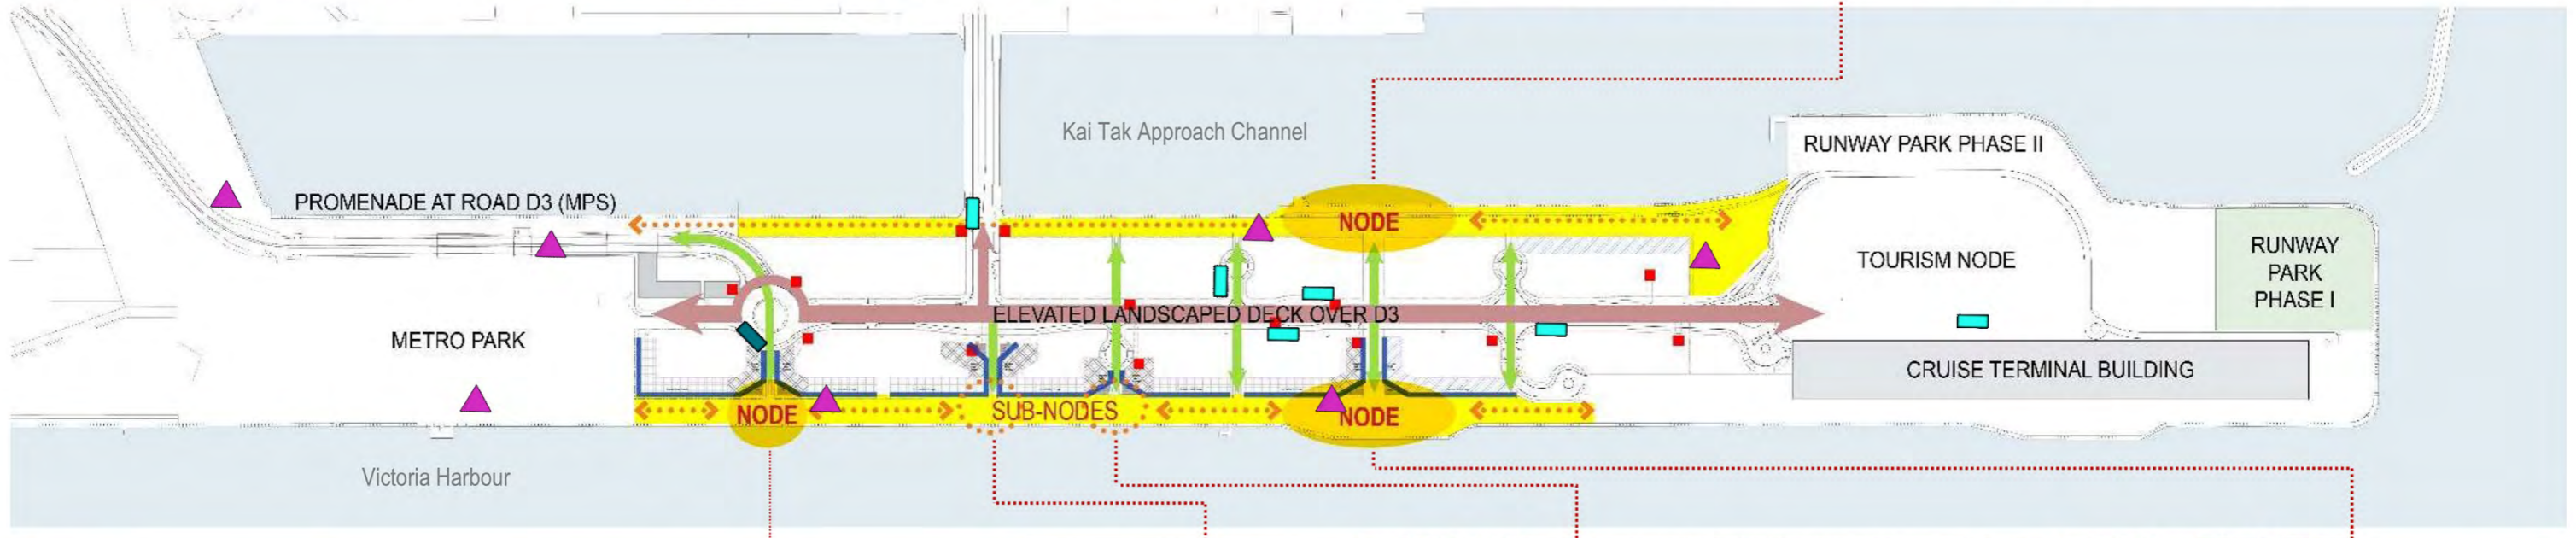 Kai Tak Approach Channel
RUNWAY PARK PHASE II
PROMENADE AT ROAD D3 (MPS)
NODE
TOURISM NODE
RUNWAY
PARK
PHASE I
ELEVATED LANDSCAPED DECK OVER D3
METRO PARK
CRUISE TERMINAL BUILDING
NODE
SUB-NODES
NODE
Victoria Harbour